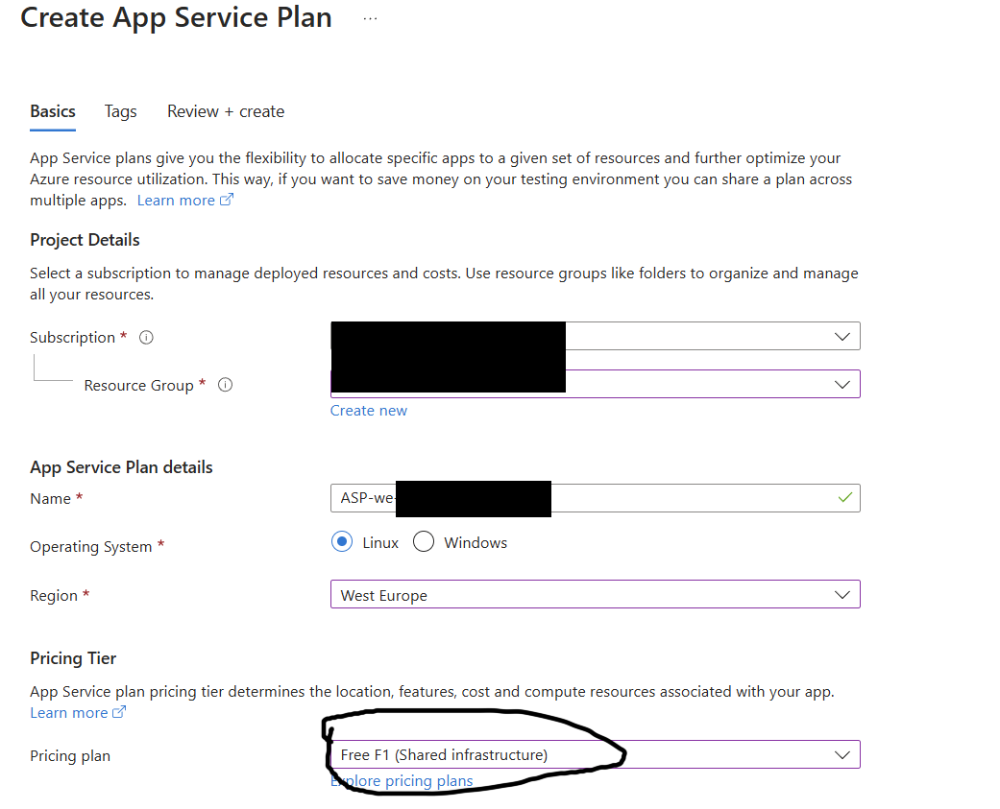 Create App Service Plan ...
Basics Tags Review + create
App Service plans give you the flexibility to allocate specific apps to a given set of resources and further optimize your
Azure resource utilization. This way, if you want to save money on your testing environment you can share a plan across
multiple apps. Learn more
Project Details
Select a subscription to manage deployed resources and costs. Use resource groups like folders to organize and manage
all your resources.
Subscription *
Resource Group *
Create new
App Service Plan details
Name *
ASP-we-
Operating System *
Linux Windows
Region *
West Europe
Pricing Tier
App Service plan pricing tier determines the location, features, cost and compute resources associated with your app.
Learn more
Pricing plan
Free F1 (Shared infrastructure)
Explore pricing plans